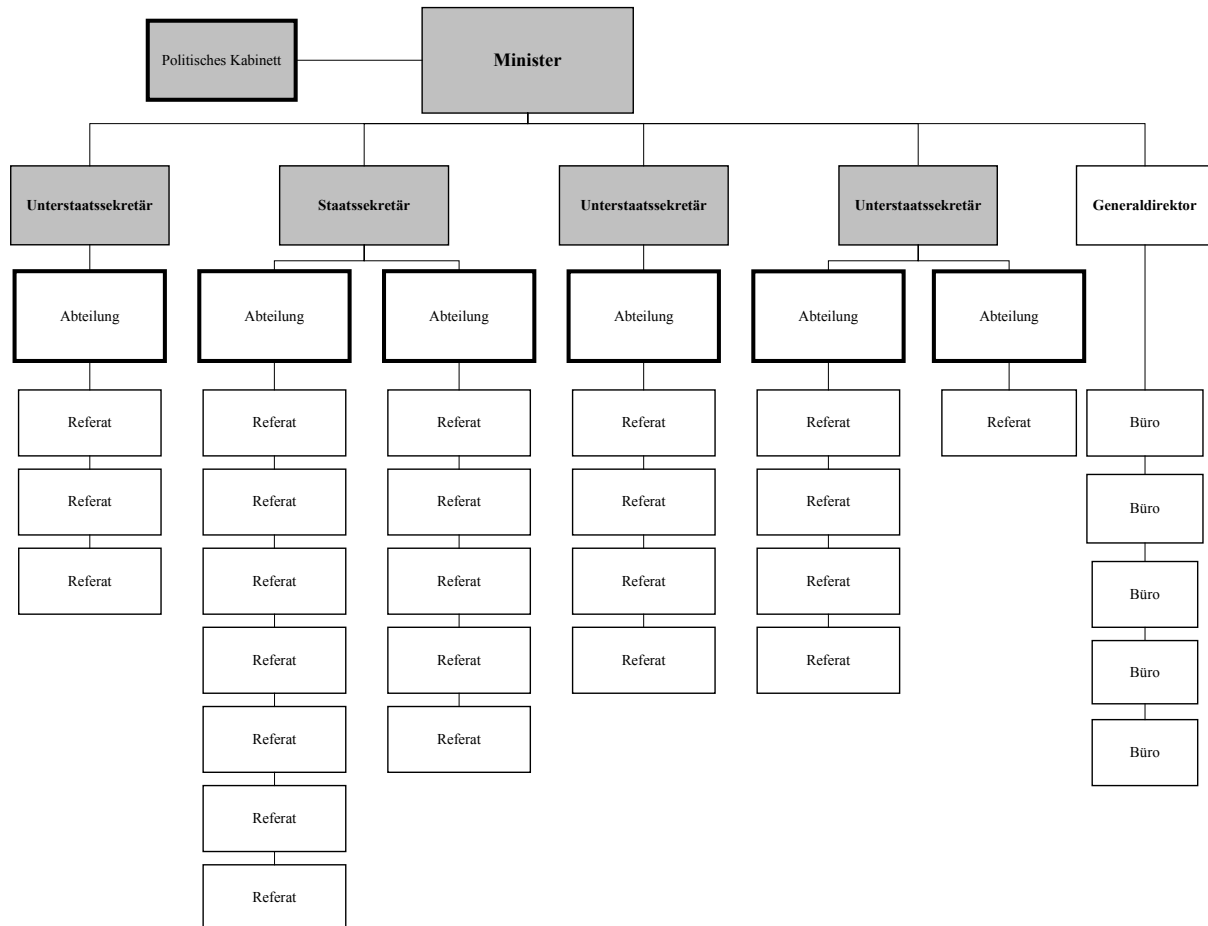 Politisches Kabinett
Minister
Unterstaatssekretär
Staatssekretär
Unterstaatssekretär
Unterstaatssekretär
Generaldirektor
Abteilung
Abteilung
Abteilung
Abteilung
Abteilung
Abteilung
Referat
Referat
Referat
Referat
Referat
Referat
Büro
Referat
Referat
Referat
Referat
Referat
Büro
Referat
Referat
Referat
Referat
Referat
Büro
Referat
Referat
Referat
Referat
Büro
Referat
Referat
Büro
Referat
Referat